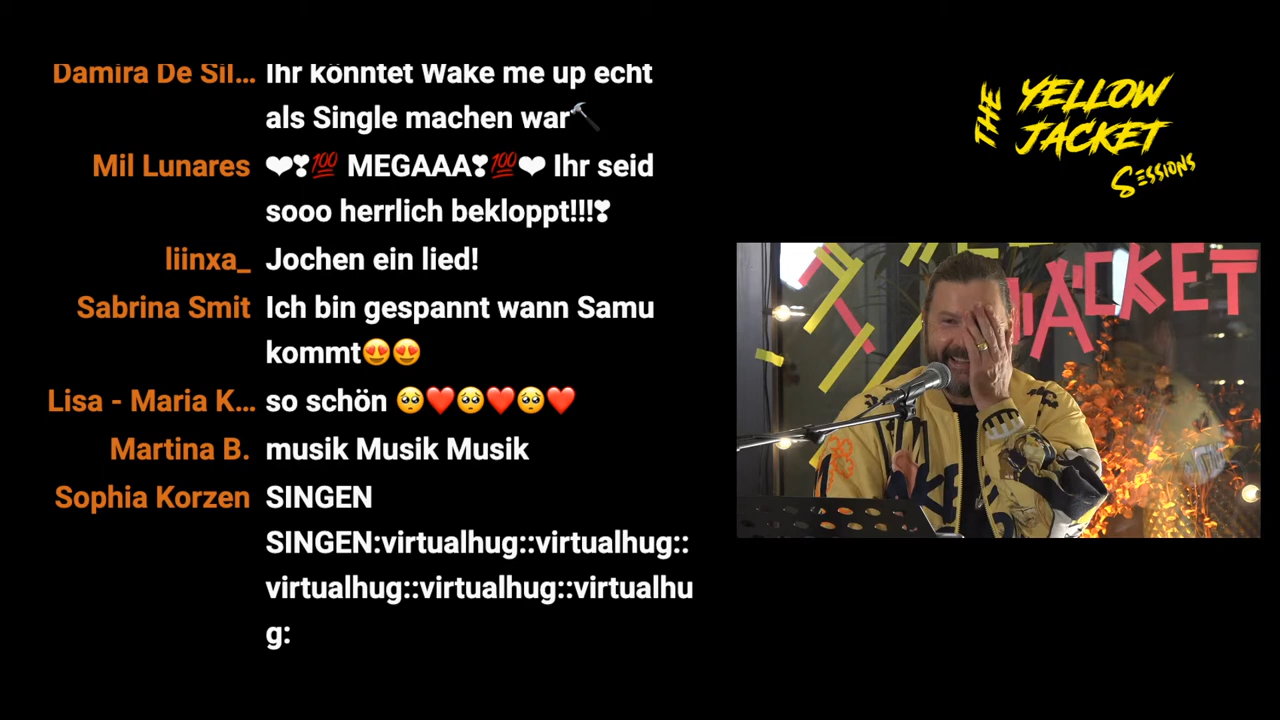 Damira De Sil... Ihr könntet Wake me up echt
als Single machen war🔨
Mil Lunares ❤❣💯 MEGAAA❣💯❤ Ihr seid
sooo herrlich bekloppt!!!❣
liinxa_ Jochen ein lied!
Sabrina Smit Ich bin gespannt wann Samu
kommt😍😍
Lisa - Maria K... so schön 🥺❤️🥺❤️🥺❤️
Martina B. musik Musik Musik
Sophia Korzen SINGEN
SINGEN:virtualhug::virtualhug::
virtualhug::virtualhug::virtualhu
g:
THE YELLOW
JACKET
SESSIONS
JACKET